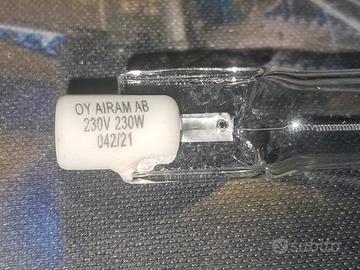 OY AIRAM AB
230V 230W
042/21
subito